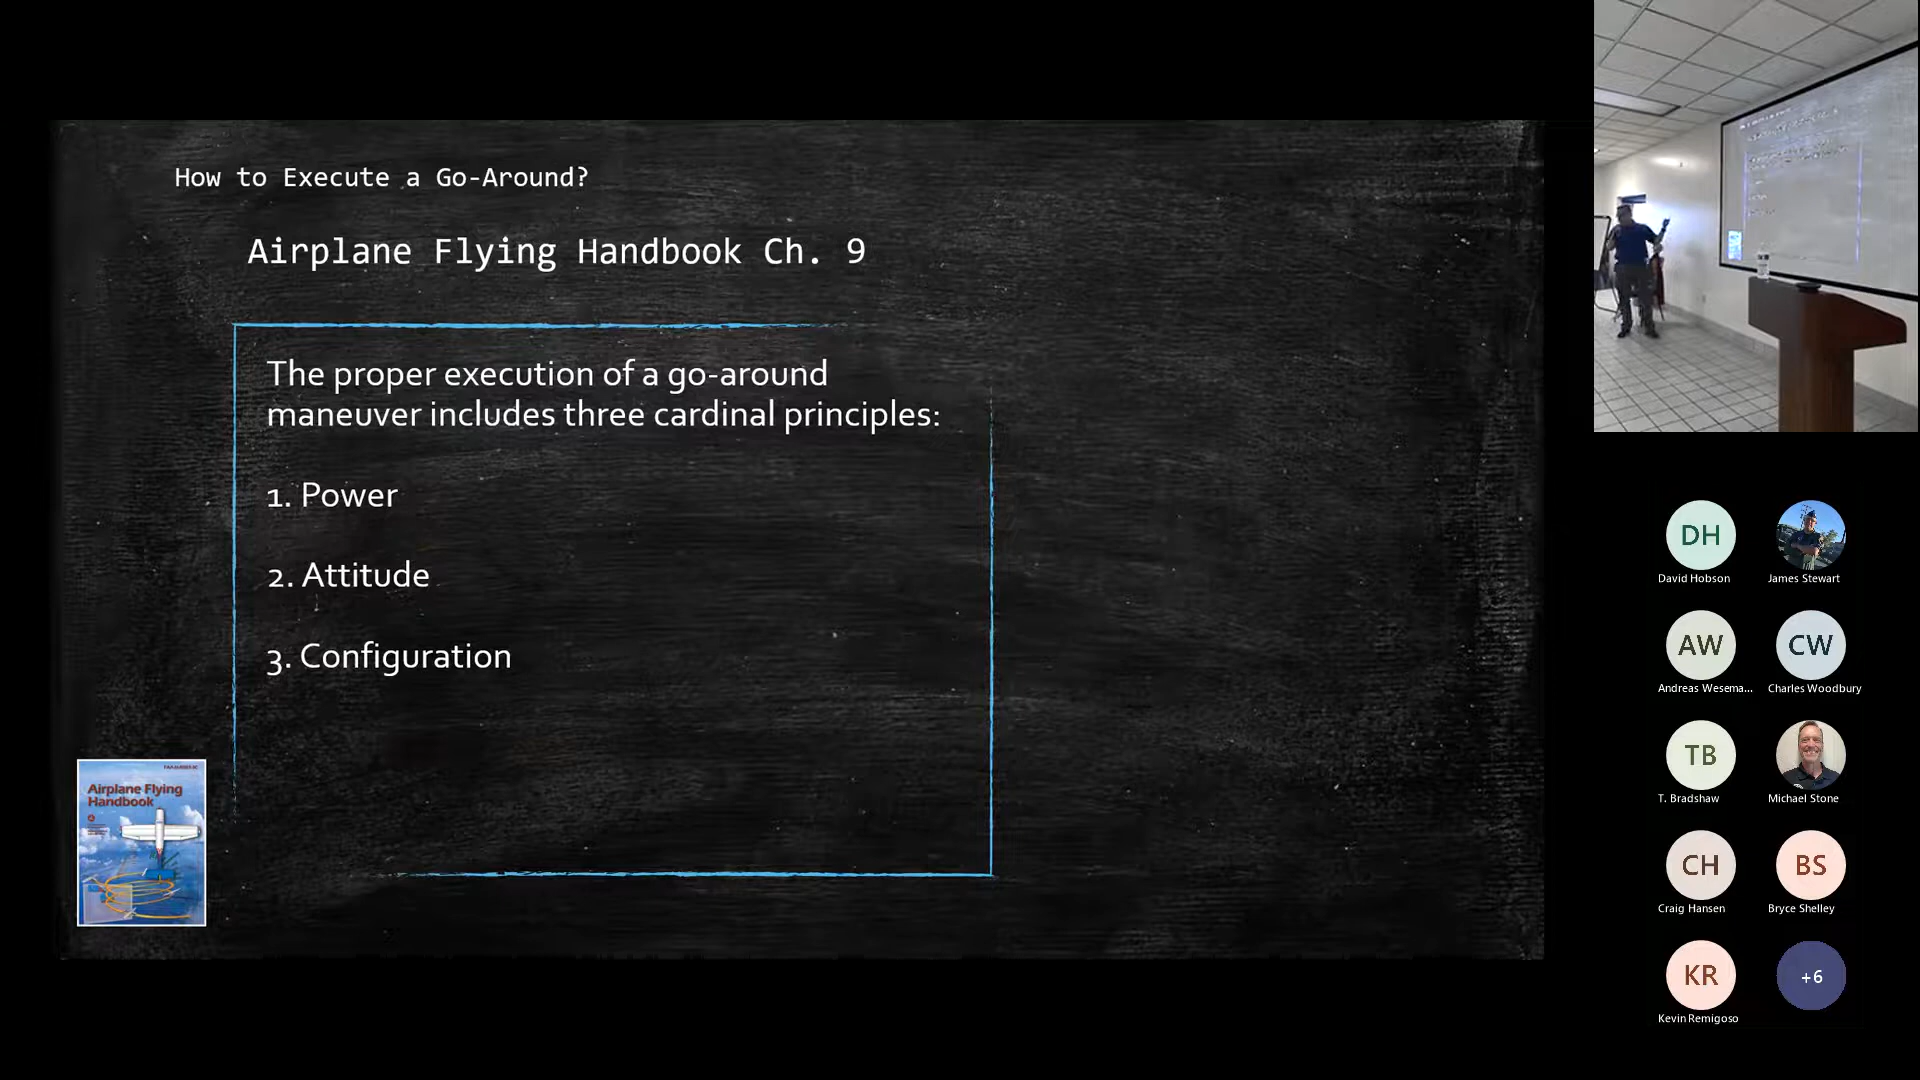 How to Execute a Go-Around?
Airplane Flying Handbook Ch. 9
The proper execution of a go-around
maneuver includes three cardinal principles:
1. Power
2. Attitude
3. Configuration
Airplane Flying
Handbook
DH
David Hobson
James Stewart
AW
Andreas Wesema...
CW
Charles Woodbury
TB
T. Bradshaw
Michael Stone
CH
Craig Hansen
BS
Bryce Shelley
KR
Kevin Remigoso
+6